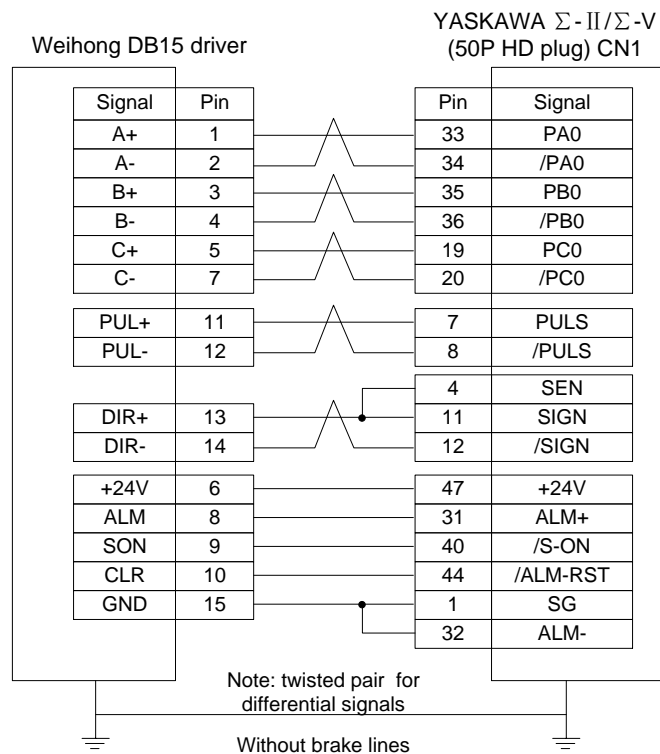 YASKAWA Σ-Ⅱ/Σ-V
Weihong DB15 driver
(50P HD plug) CN1
Signal Pin Pin Signal
A+ 1 33 PA0
A- 2 34 /PA0
B+ 3 35 PB0
B- 4 36 /PB0
C+ 5 19 PC0
C- 7 20 /PC0
PUL+ 11 7 PULS
PUL- 12 8 /PULS
4 SEN
DIR+ 13 11 SIGN
DIR- 14 12 /SIGN
+24V 6 47 +24V
ALM 8 31 ALM+
SON 9 40 /S-ON
CLR 10 44 /ALM-RST
GND 15 1 SG
32 ALM-
Note: twisted pair for
differential signals
Without brake lines